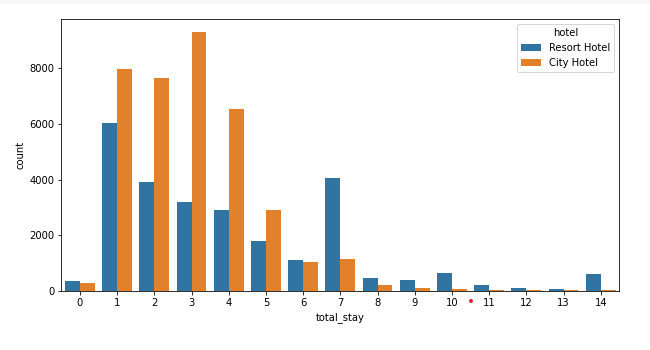 hotel
Resort Hotel
City Hotel
8000
6000
4000
2000
0
count
0 1 2 3 4 5 6 7 8 9 10 11 12 13 14
total_stay